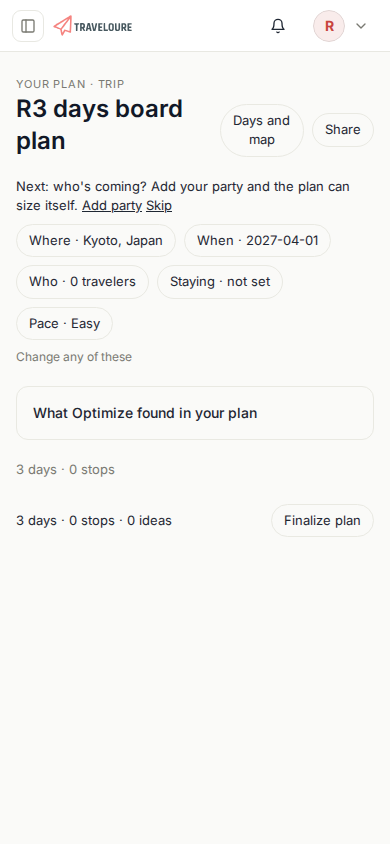 TRAVELOURE
R
YOUR PLAN · TRIP
R3 days board
plan
Days and
map
Share
Next: who's coming? Add your party and the plan can
size itself. Add party Skip
Where · Kyoto, Japan
When · 2027-04-01
Who · 0 travelers
Staying · not set
Pace · Easy
Change any of these
What Optimize found in your plan
3 days · 0 stops
3 days · 0 stops · 0 ideas
Finalize plan